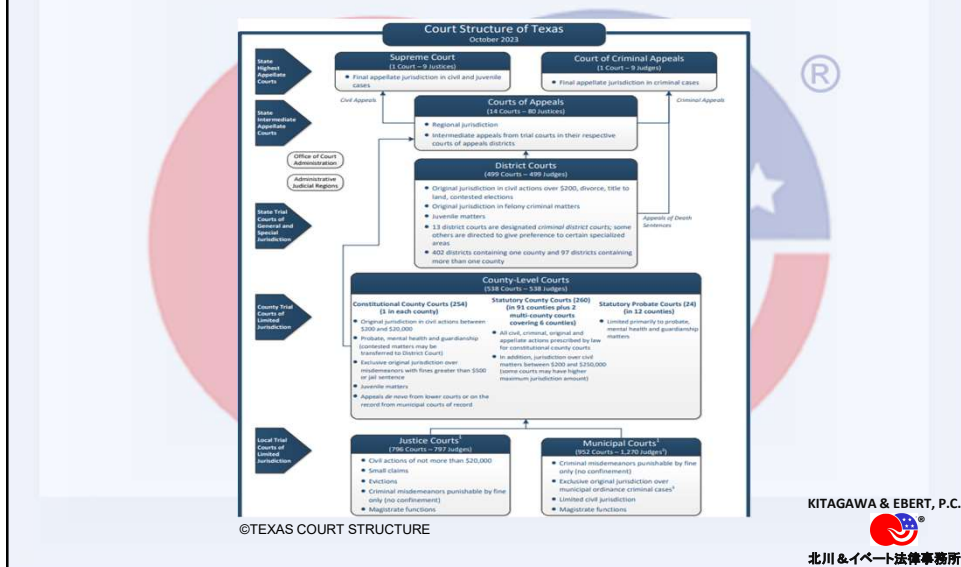 Court Structure of Texas
October 2023
State
Highest
Appellate
Courts
Supreme Court
(1 Court – 9 Justices)
• Final appellate jurisdiction in civil and juvenile
cases
Court of Criminal Appeals
(1 Court – 9 Judges)
• Final appellate jurisdiction in criminal cases
®
Civil Appeals
Criminal Appeals
State
Intermediate
Appellate
Courts
Courts of Appeals
(14 Courts – 80 Justices)
• Regional jurisdiction
• Intermediate appeals from trial courts in their respective
courts of appeals districts
Office of Court
Administration
Administrative
Judicial Regions
State Trial
Courts of
General and
Special
Jurisdiction
District Courts
(499 Courts – 499 Judges)
• Original jurisdiction in civil actions over $200, divorce, title to
land, contested elections
• Original jurisdiction in felony criminal matters
• Juvenile matters
• 13 district courts are designated criminal district courts; some
others are directed to give preference to certain specialized
areas
• 402 districts containing one county and 97 districts containing
more than one county
Appeals of Death
Sentences
County Trial
Courts of
Limited
Jurisdiction
County-Level Courts
(538 Courts – 538 Judges)
Constitutional County Courts (254)
(1 in each county)
• Original jurisdiction in civil actions between
$200 and $20,000
• Probate, mental health and guardianship
(contested matters may be
transferred to District Court)
• Exclusive original jurisdiction over
misdemeanors with fines greater than $500
or jail sentence
• Juvenile matters
• Appeals de novo from lower courts or on the
record from municipal courts of record
Statutory County Courts (260)
(in 91 counties plus 2
multi-county courts
covering 6 counties)
• All civil, criminal, original and
appellate actions prescribed by law
for constitutional county courts
• In addition, jurisdiction over civil
matters between $200 and $250,000
(some courts may have higher
maximum jurisdiction amount)
Statutory Probate Courts (24)
(in 12 counties)
• Limited primarily to probate,
mental health and guardianship
matters
Local Trial
Courts of
Limited
Jurisdiction
Justice Courts¹
(796 Courts – 797 Judges)
• Civil actions of not more than $20,000
• Small claims
• Evictions
• Criminal misdemeanors punishable by fine
only (no confinement)
• Magistrate functions
Municipal Courts²
(952 Courts – 1,270 Judges³)
• Criminal misdemeanors punishable by fine
only (no confinement)
• Exclusive original jurisdiction over
municipal ordinance criminal cases⁴
• Limited civil jurisdiction
• Magistrate functions
©TEXAS COURT STRUCTURE
KITAGAWA & EBERT, P.C.
®
北川&イベート法律事務所